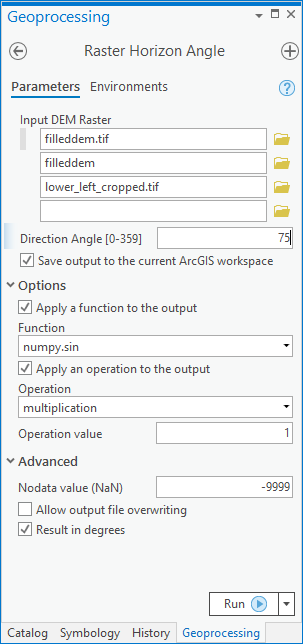 Geoprocessing
Raster Horizon Angle
Parameters Environments
?
Input DEM Raster
filleddem.tif
filleddem
lower_left_cropped.tif
Direction Angle [0-359] 75
Save output to the current ArcGIS workspace
Options
Apply a function to the output
Function
numpy.sin
Apply an operation to the output
Operation
multiplication
Operation value 1
Advanced
Nodata value (NaN) -9999
Allow output file overwriting
Result in degrees
Run
Catalog Symbology History Geoprocessing